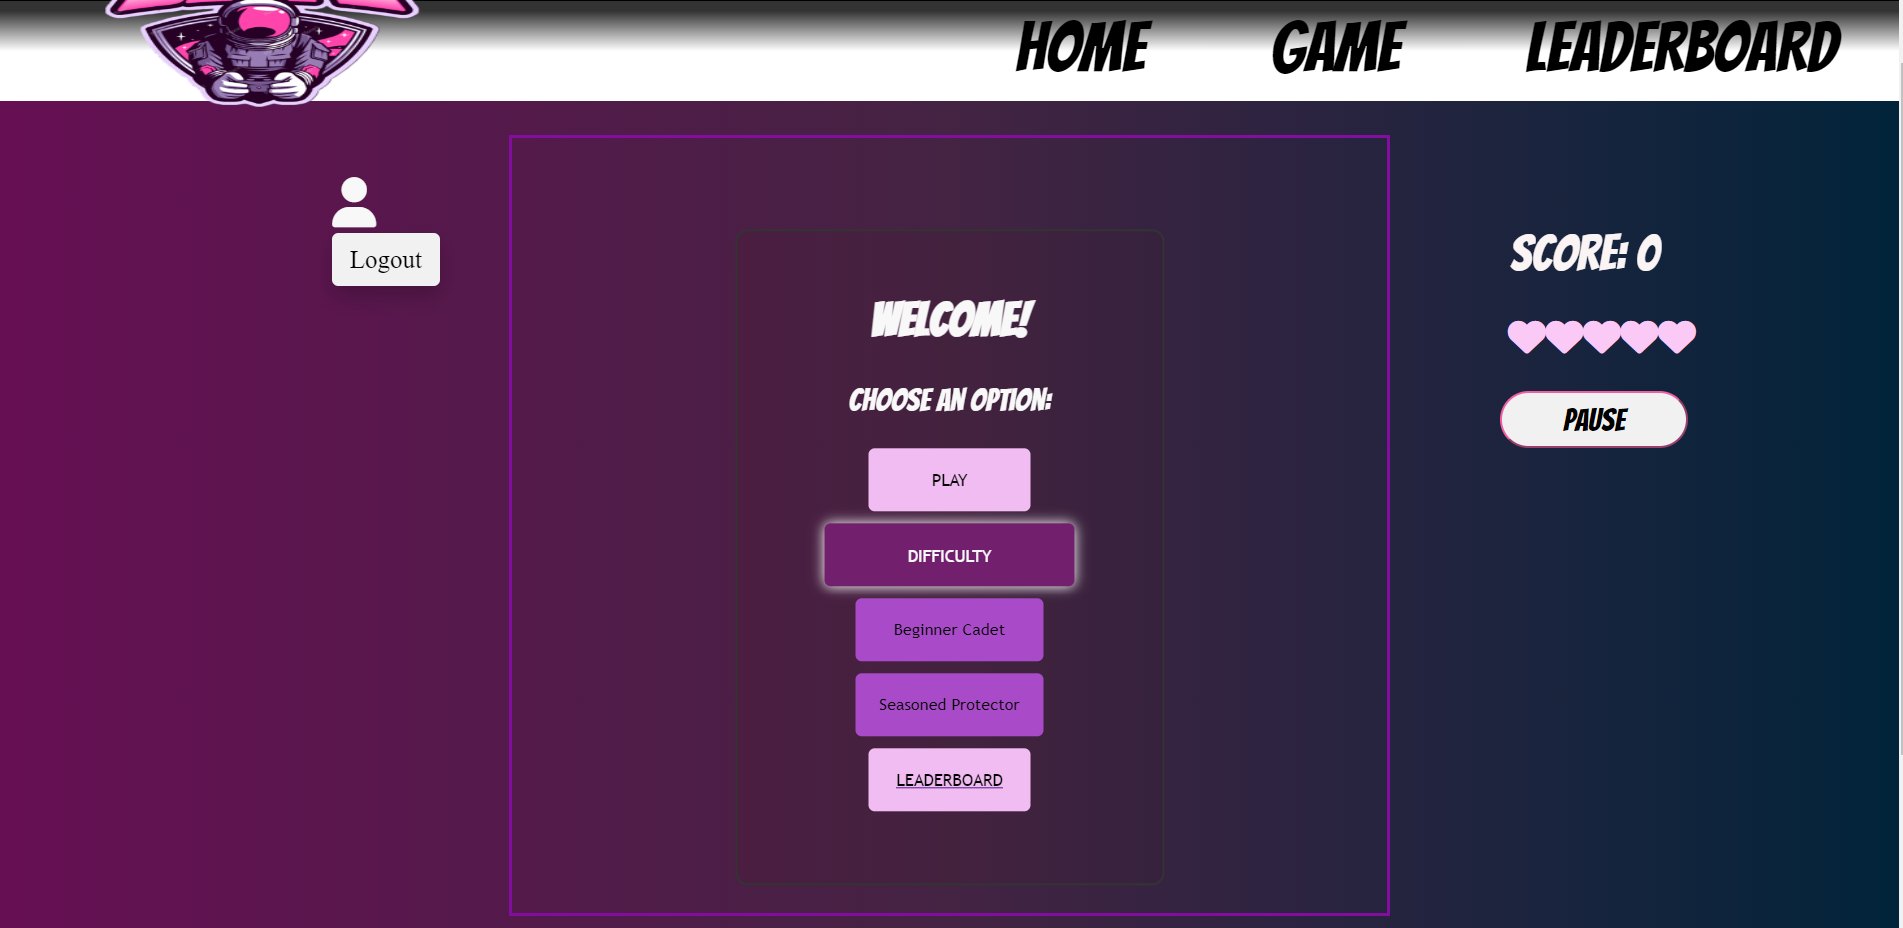 HOME GAME LEADERBOARD
Logout
WELCOME!
CHOOSE AN OPTION:
PLAY
DIFFICULTY
Beginner Cadet
Seasoned Protector
LEADERBOARD
SCORE: 0
PAUSE